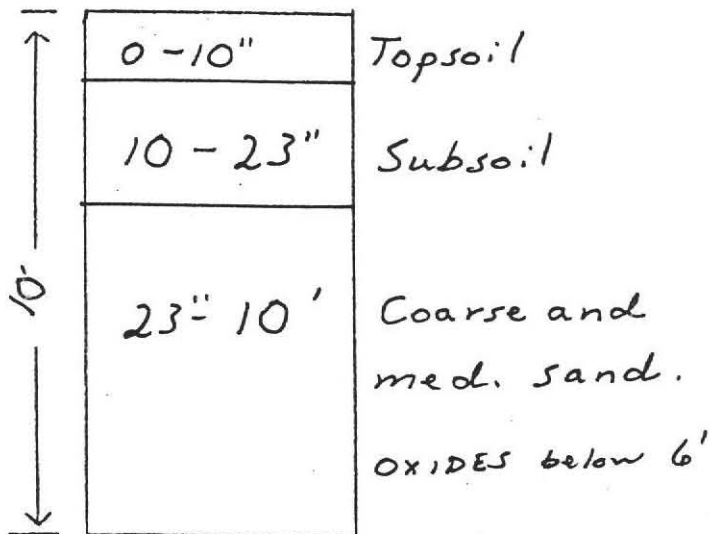 0-10" Topsoil
10-23" Subsoil
10'
23"-10' Coarse and
med. sand.
OXIDES below 6'